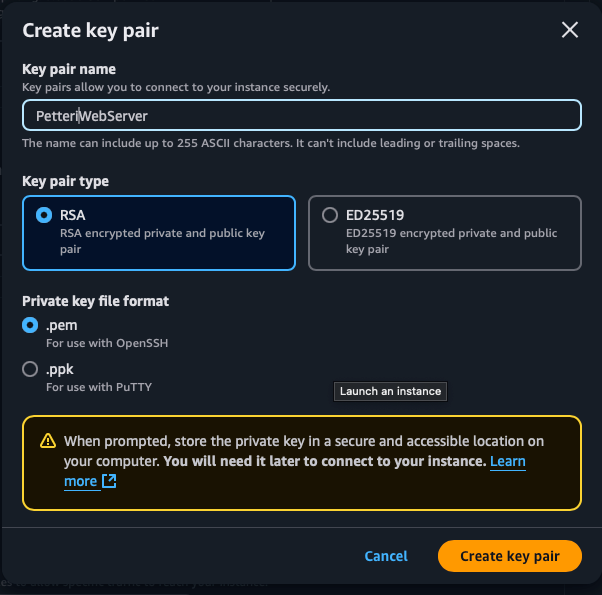 Create key pair
Key pair name
Key pairs allow you to connect to your instance securely.
PetteriWebServer
The name can include up to 255 ASCII characters. It can't include leading or trailing spaces.
Key pair type
RSA
RSA encrypted private and public key
pair
ED25519
ED25519 encrypted private and public
key pair
Private key file format
.pem
For use with OpenSSH
.ppk
For use with PuTTY
Launch an instance
When prompted, store the private key in a secure and accessible location on
your computer. You will need it later to connect to your instance. Learn
more
Cancel
Create key pair